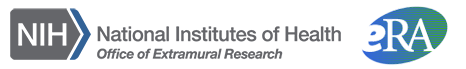 NIH National Institutes of Health
Office of Extramural Research
eRA